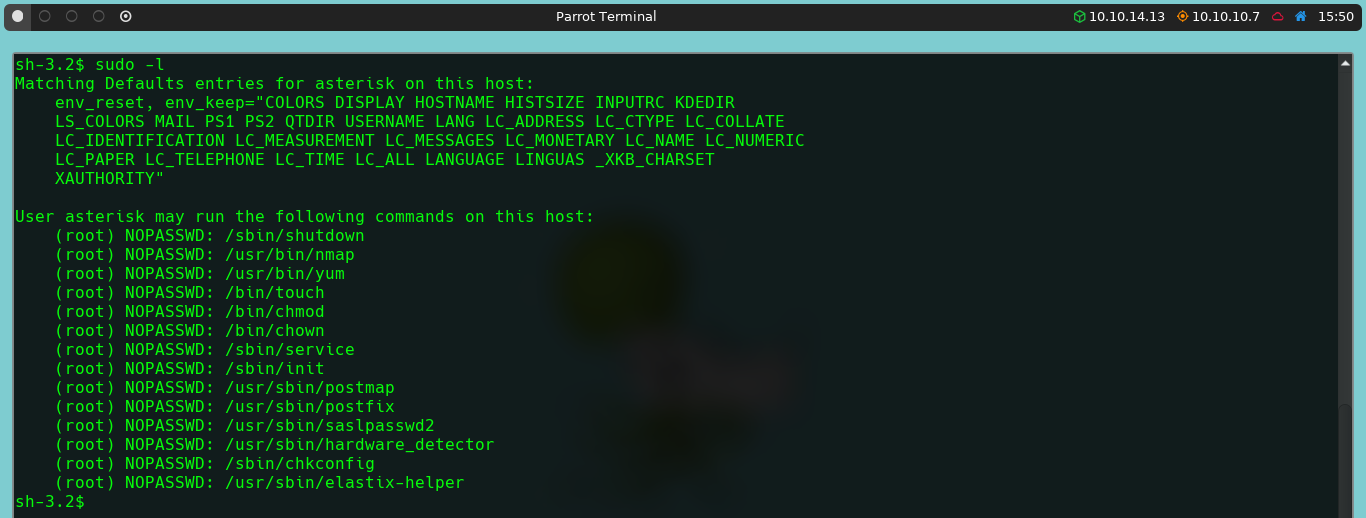 Parrot Terminal 10.10.14.13 10.10.10.7 15:50
sh-3.2$ sudo -l
Matching Defaults entries for asterisk on this host:
    env_reset, env_keep="COLORS DISPLAY HOSTNAME HISTSIZE INPUTRC KDEDIR
    LS_COLORS MAIL PS1 PS2 QTDIR USERNAME LANG LC_ADDRESS LC_CTYPE LC_COLLATE
    LC_IDENTIFICATION LC_MEASUREMENT LC_MESSAGES LC_MONETARY LC_NAME LC_NUMERIC
    LC_PAPER LC_TELEPHONE LC_TIME LC_ALL LANGUAGE LINGUAS _XKB_CHARSET
    XAUTHORITY"

User asterisk may run the following commands on this host:
    (root) NOPASSWD: /sbin/shutdown
    (root) NOPASSWD: /usr/bin/nmap
    (root) NOPASSWD: /usr/bin/yum
    (root) NOPASSWD: /bin/touch
    (root) NOPASSWD: /bin/chmod
    (root) NOPASSWD: /bin/chown
    (root) NOPASSWD: /sbin/service
    (root) NOPASSWD: /sbin/init
    (root) NOPASSWD: /usr/sbin/postmap
    (root) NOPASSWD: /usr/sbin/postfix
    (root) NOPASSWD: /usr/sbin/saslpasswd2
    (root) NOPASSWD: /usr/sbin/hardware_detector
    (root) NOPASSWD: /sbin/chkconfig
    (root) NOPASSWD: /usr/sbin/elastix-helper
sh-3.2$